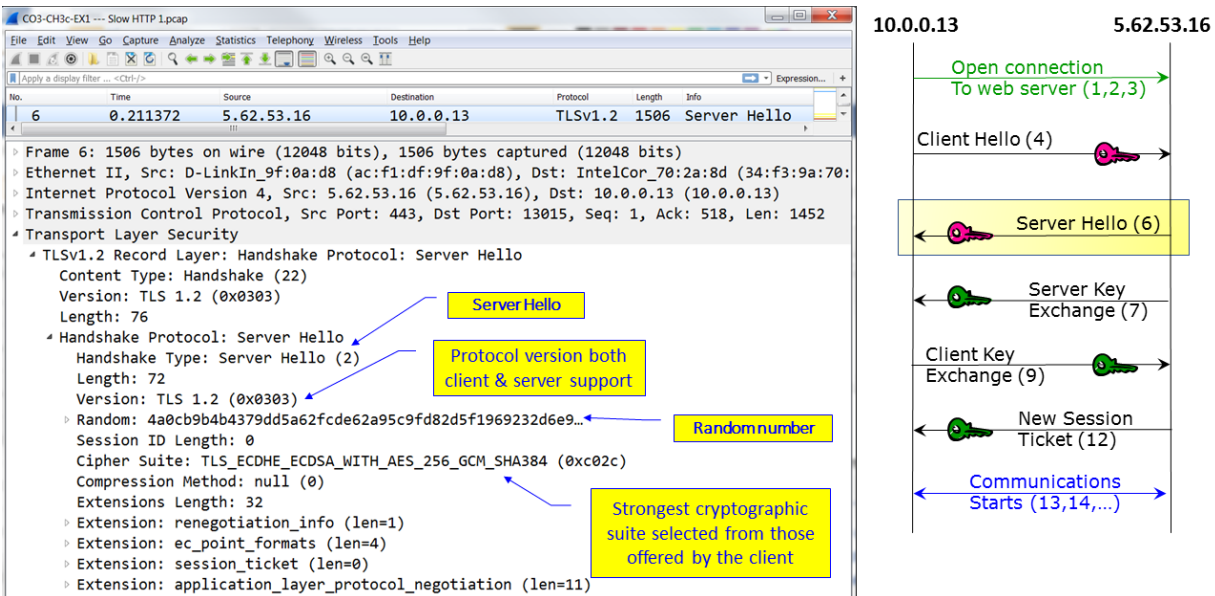 CO3-CH3c-EX1 --- Slow HTTP 1.pcap
File Edit View Go Capture Analyze Statistics Telephony Wireless Tools Help
Apply a display filter ... <Ctrl-/>
Expression... +
No. Time Source Destination Protocol Length Info
6 0.211372 5.62.53.16 10.0.0.13 TLSv1.2 1506 Server Hello
Frame 6: 1506 bytes on wire (12048 bits), 1506 bytes captured (12048 bits)
Ethernet II, Src: D-LinkIn_9f:0a:d8 (ac:f1:df:9f:0a:d8), Dst: IntelCor_70:2a:8d (34:f3:9a:70:
Internet Protocol Version 4, Src: 5.62.53.16 (5.62.53.16), Dst: 10.0.0.13 (10.0.0.13)
Transmission Control Protocol, Src Port: 443, Dst Port: 13015, Seq: 1, Ack: 518, Len: 1452
Transport Layer Security
TLSv1.2 Record Layer: Handshake Protocol: Server Hello
Content Type: Handshake (22)
Version: TLS 1.2 (0x0303)
Length: 76
Handshake Protocol: Server Hello
Handshake Type: Server Hello (2)
Length: 72
Version: TLS 1.2 (0x0303)
Random: 4a0cb9b4b4379dd5a62fcde62a95c9fd82d5f1969232d6e9…
Session ID Length: 0
Cipher Suite: TLS_ECDHE_ECDSA_WITH_AES_256_GCM_SHA384 (0xc02c)
Compression Method: null (0)
Extensions Length: 32
Extension: renegotiation_info (len=1)
Extension: ec_point_formats (len=4)
Extension: session_ticket (len=0)
Extension: application_layer_protocol_negotiation (len=11)
Server Hello
Protocol version both
client & server support
Random number
Strongest cryptographic
suite selected from those
offered by the client
10.0.0.13 5.62.53.16
Open connection
To web server (1,2,3)
Client Hello (4)
Server Hello (6)
Server Key
Exchange (7)
Client Key
Exchange (9)
New Session
Ticket (12)
Communications
Starts (13,14,…)